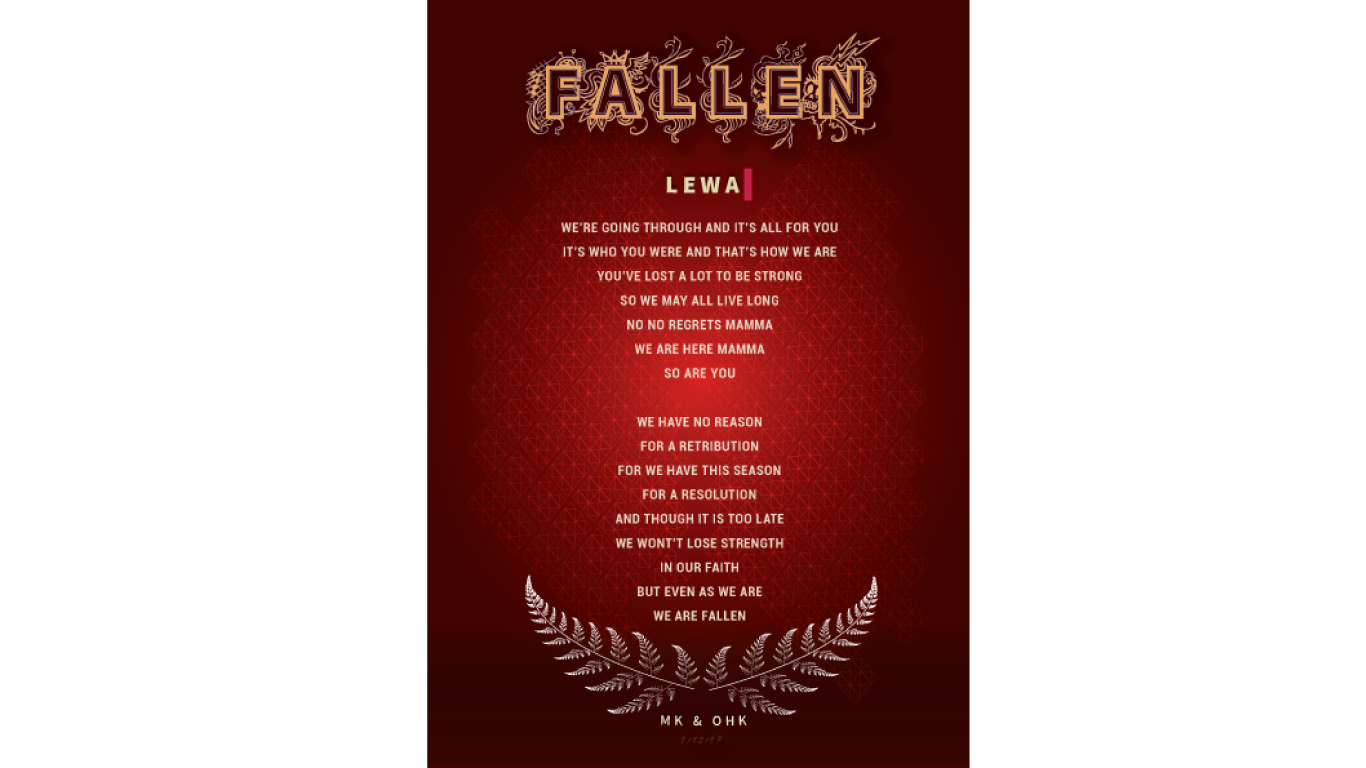 FALLEN
LEWA
WE'RE GOING THROUGH AND IT'S ALL FOR YOU
IT'S WHO YOU WERE AND THAT'S HOW WE ARE
YOU'VE LOST A LOT TO BE STRONG
SO WE MAY ALL LIVE LONG
NO NO REGRETS MAMMA
WE ARE HERE MAMMA
SO ARE YOU
WE HAVE NO REASON
FOR A RETRIBUTION
FOR WE HAVE THIS SEASON
FOR A RESOLUTION
AND THOUGH IT IS TOO LATE
WE WONT'T LOSE STRENGTH
IN OUR FAITH
BUT EVEN AS WE ARE
WE ARE FALLEN
MK & OHK
1/12/17